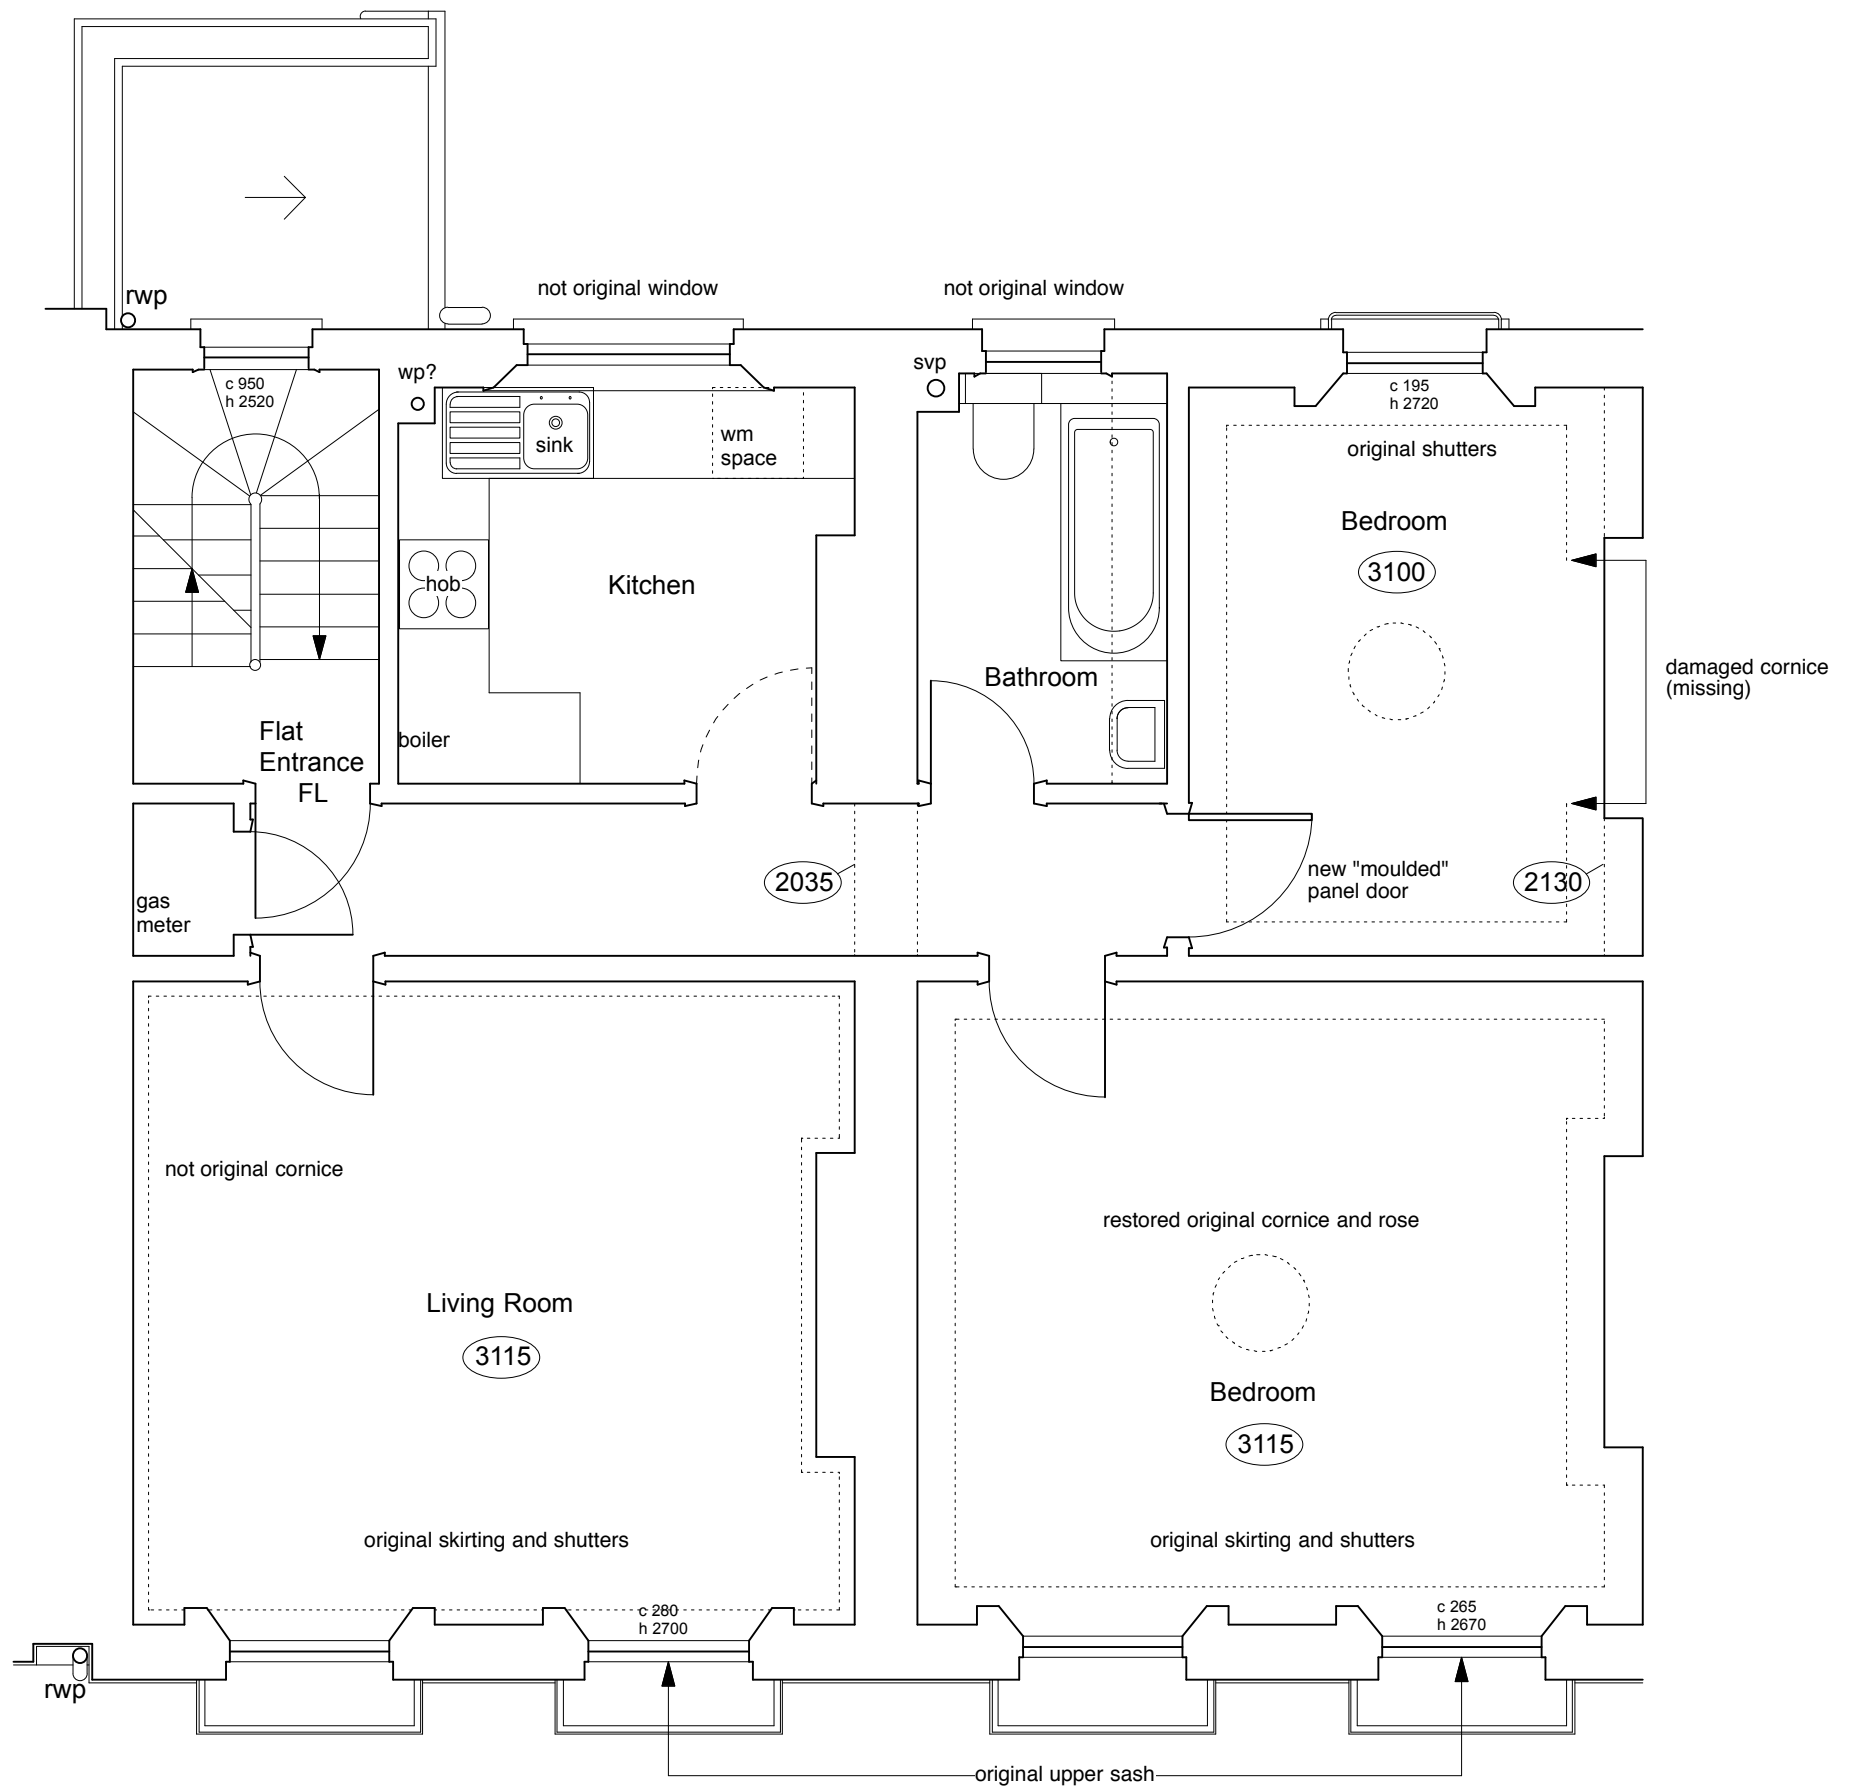 not original window
not original window
rwp
wp?
svp
c 950
h 2520
c 195
h 2720
sink
wm
space
original shutters
Bedroom
3100
hob
Kitchen
Bathroom
damaged cornice
(missing)
Flat
Entrance
FL
boiler
gas
meter
2035
new "moulded"
panel door
2130
not original cornice
restored original cornice and rose
Living Room
3115
Bedroom
3115
original skirting and shutters
original skirting and shutters
c 280
h 2700
c 265
h 2670
rwp
original upper sash